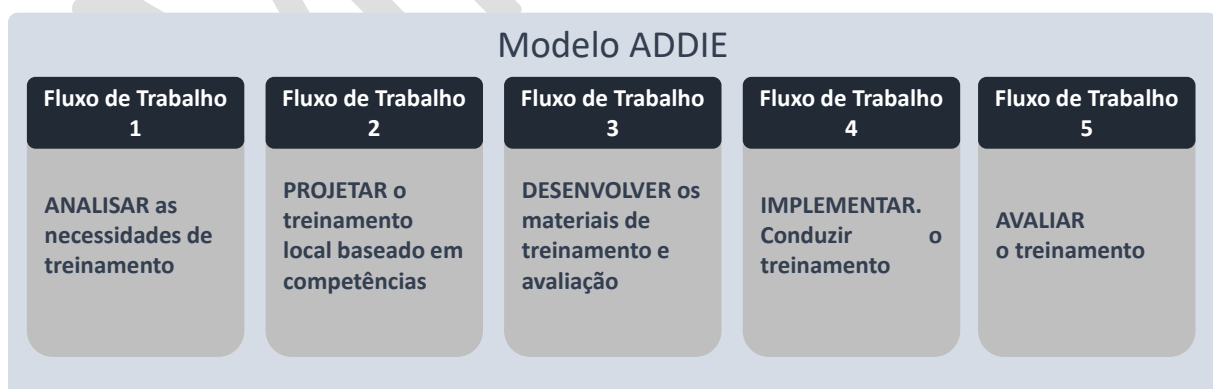 Modelo ADDIE
Fluxo de Trabalho
1
ANALISAR as
necessidades de
treinamento
Fluxo de Trabalho
2
PROJETAR o
treinamento
local baseado em
competências
Fluxo de Trabalho
3
DESENVOLVER os
materiais de
treinamento e
avaliação
Fluxo de Trabalho
4
IMPLEMENTAR.
Conduzir o
treinamento
Fluxo de Trabalho
5
AVALIAR
o treinamento